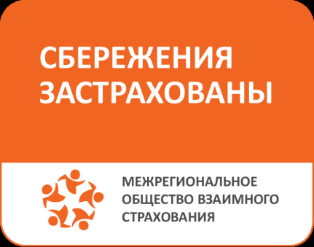 СБЕРЕЖЕНИЯ
ЗАСТРАХОВАНЫ
МЕЖРЕГИОНАЛЬНОЕ
ОБЩЕСТВО ВЗАИМНОГО
СТРАХОВАНИЯ